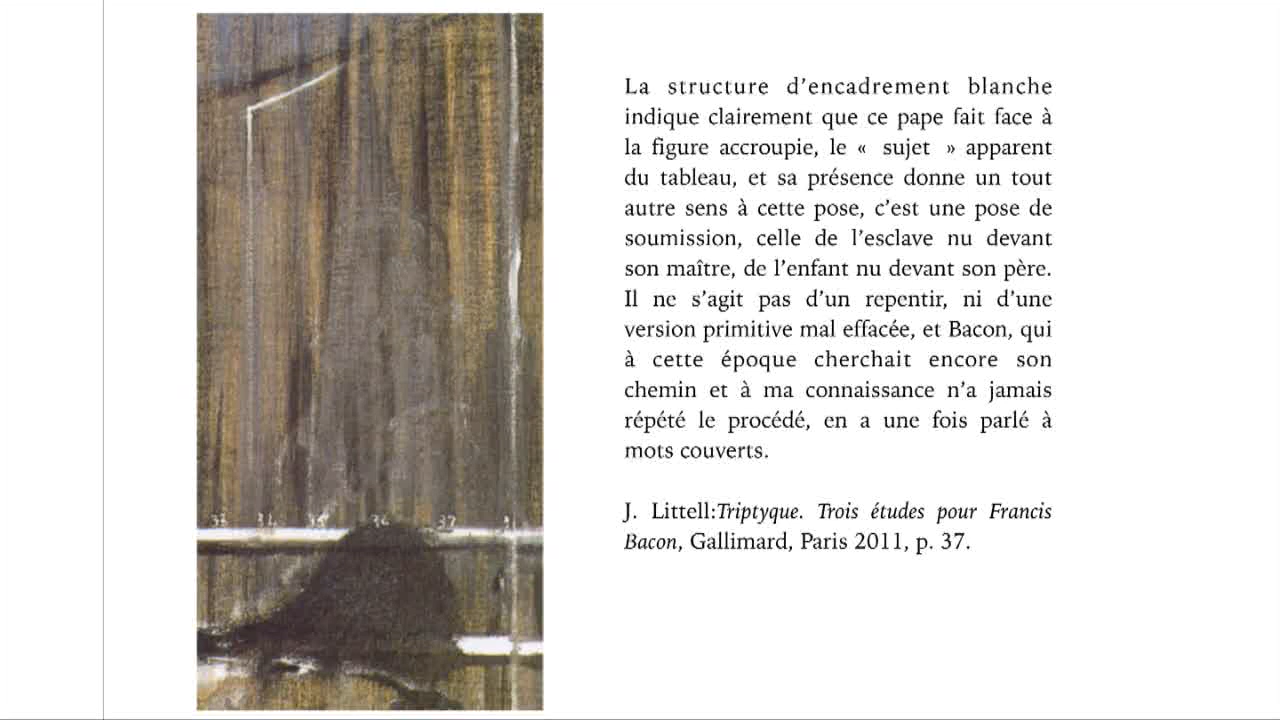 La structure d’encadrement blanche
indique clairement que ce pape fait face à
la figure accroupie, le « sujet » apparent
du tableau, et sa présence donne un tout
autre sens à cette pose, c’est une pose de
soumission, celle de l’esclave nu devant
son maître, de l’enfant nu devant son père.
Il ne s’agit pas d’un repentir, ni d’une
version primitive mal effacée, et Bacon, qui
à cette époque cherchait encore son
chemin et à ma connaissance n’a jamais
répété le procédé, en a une fois parlé à
mots couverts.
J. Littell:Triptyque. Trois études pour Francis
Bacon, Gallimard, Paris 2011, p. 37.
36 37